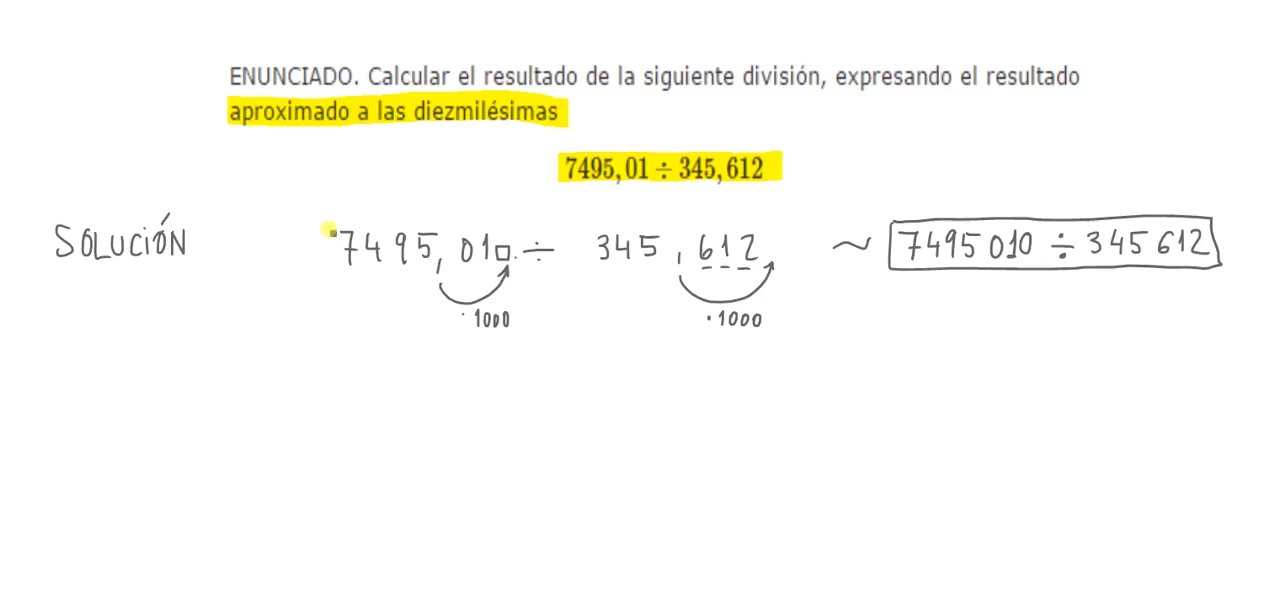 ENUNCIADO. Calcular el resultado de la siguiente división, expresando el resultado
aproximado a las diezmilésimas
7495,01 ÷ 345,612
SOLUCIÓN 7495,010 ÷ 345,612 ~ 7495010 ÷ 345612
·1000 ·1000